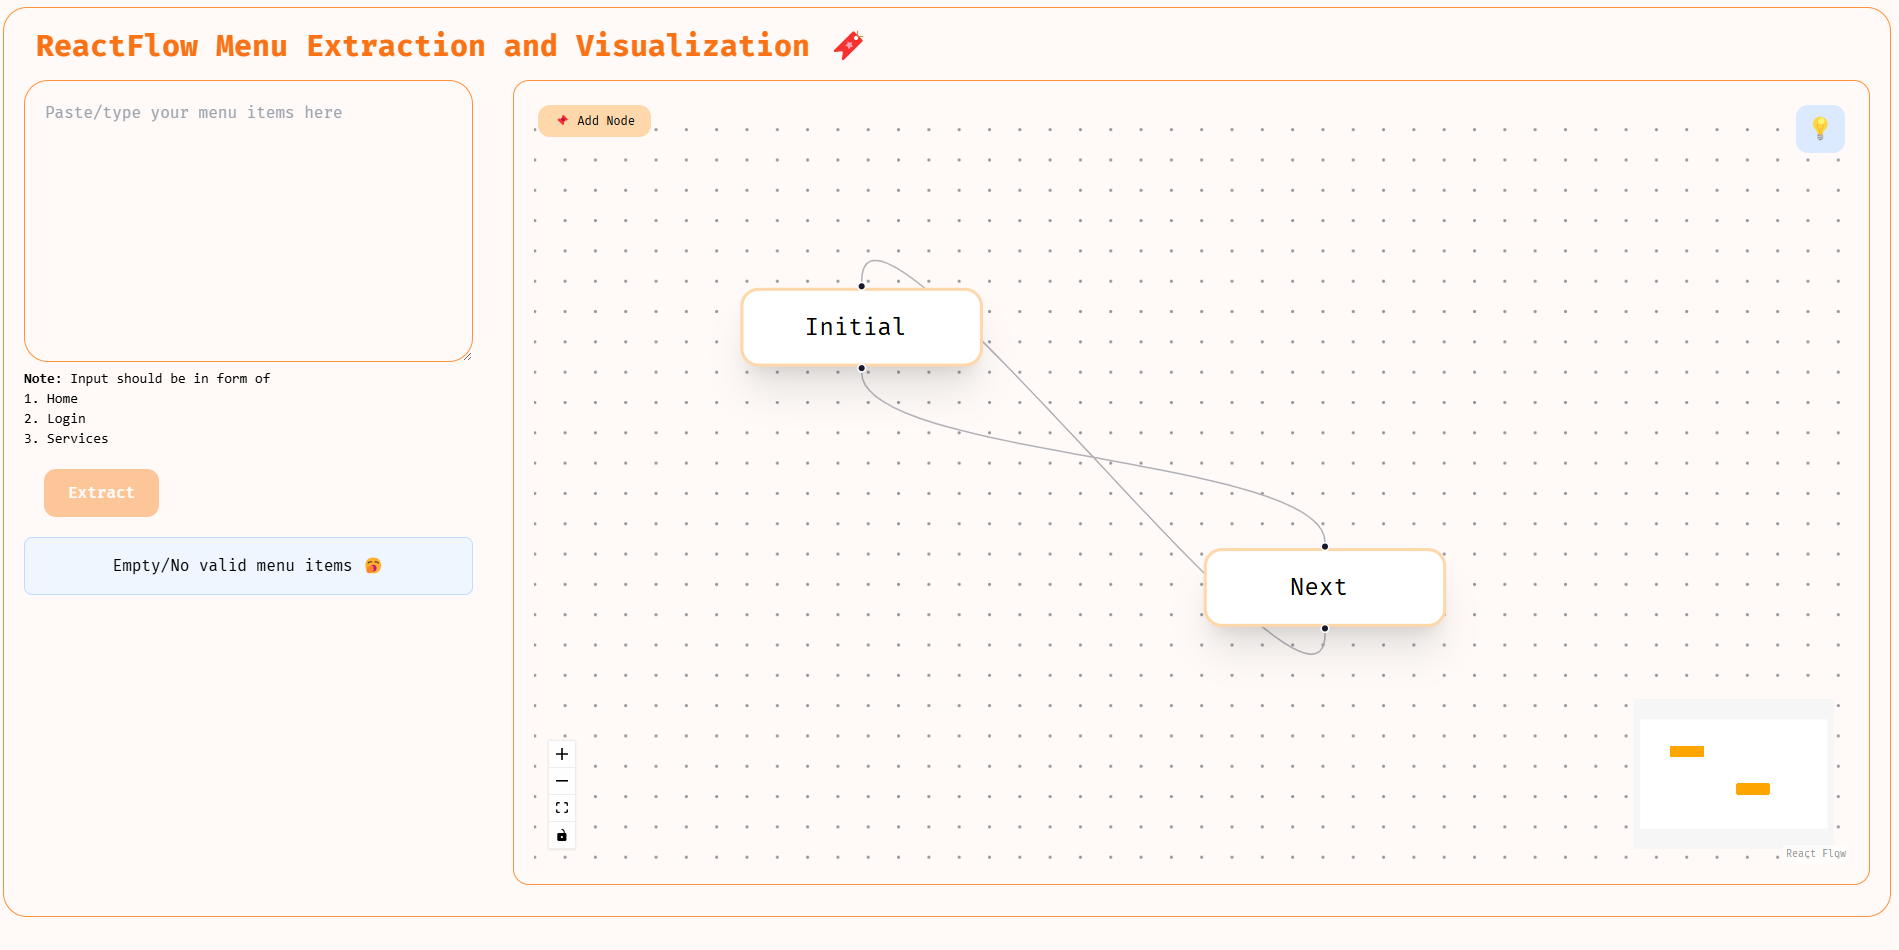 ReactFlow Menu Extraction and Visualization
Paste/type your menu items here
Note: Input should be in form of
1. Home
2. Login
3. Services
Extract
Empty/No valid menu items
Add Node
Initial
Next
React Flow